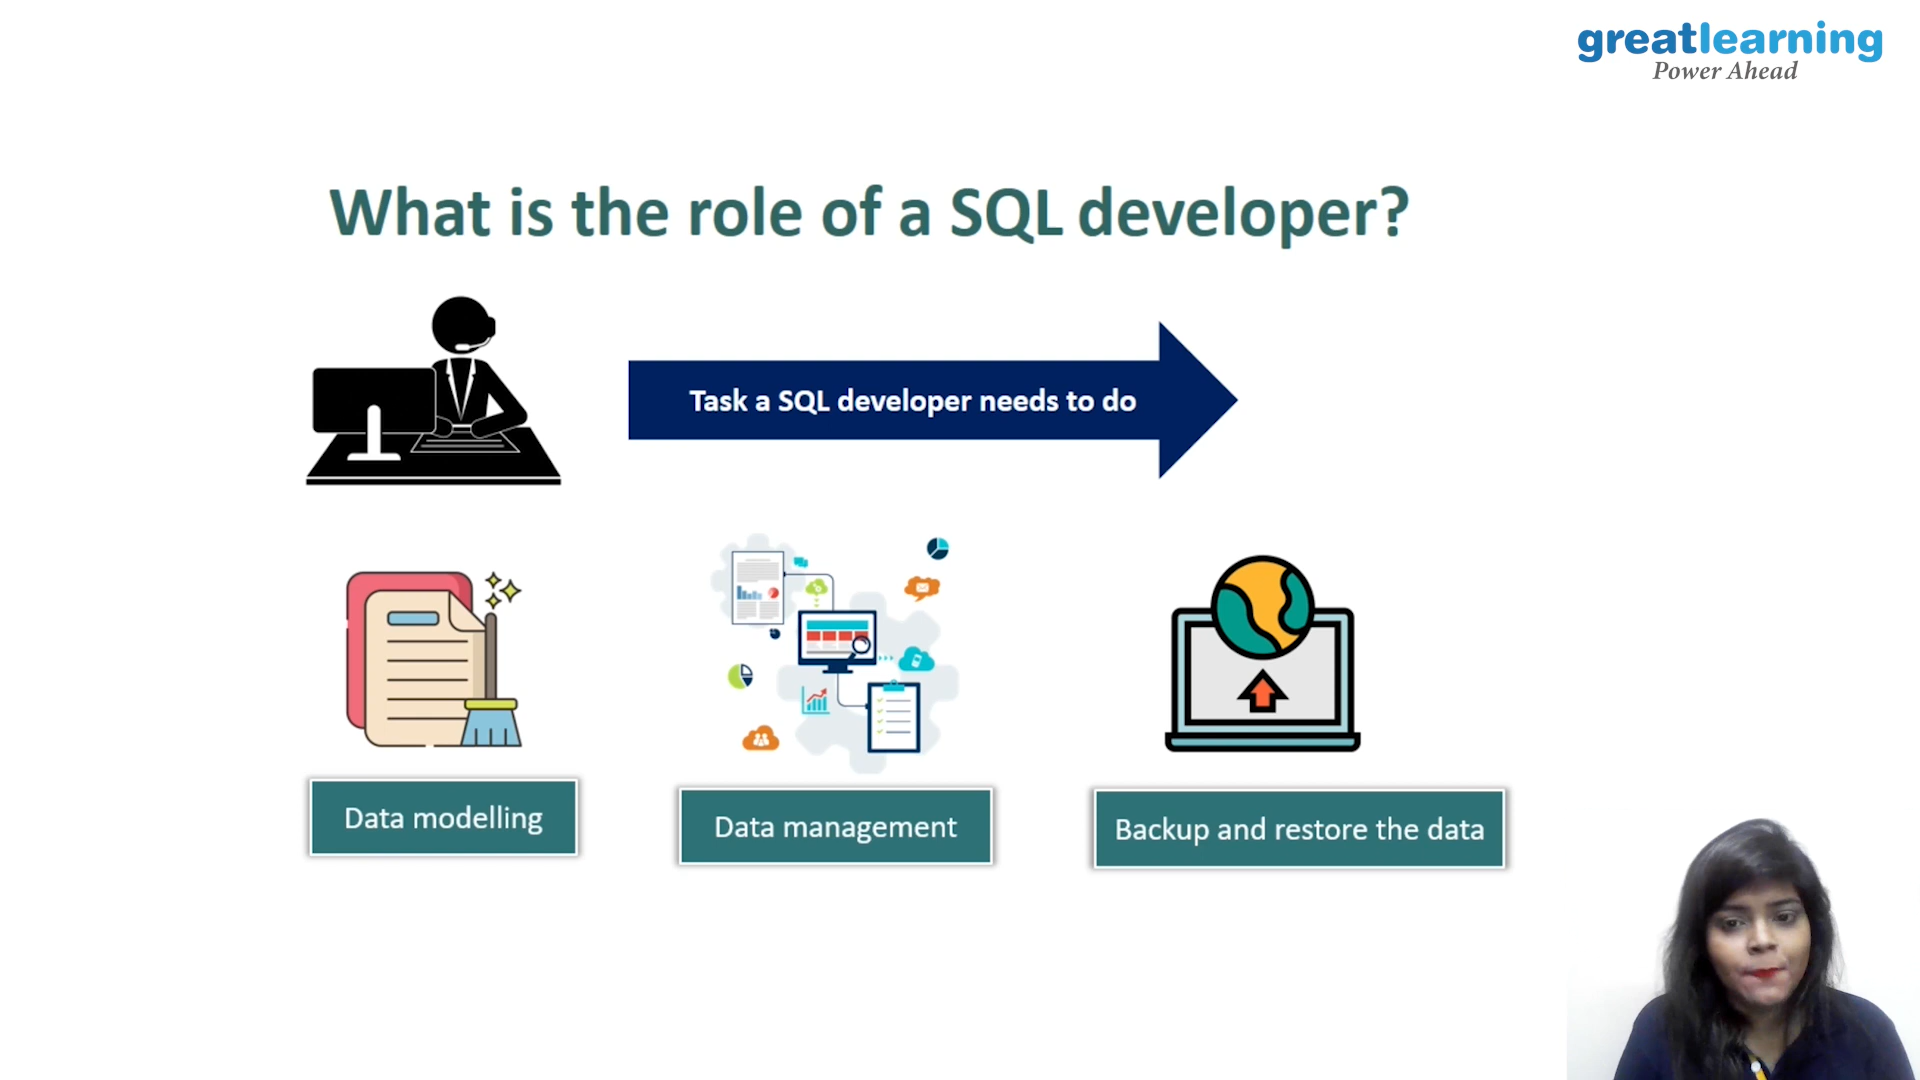 greatlearning
Power Ahead
What is the role of a SQL developer?
Task a SQL developer needs to do
Data modelling
Data management
Backup and restore the data